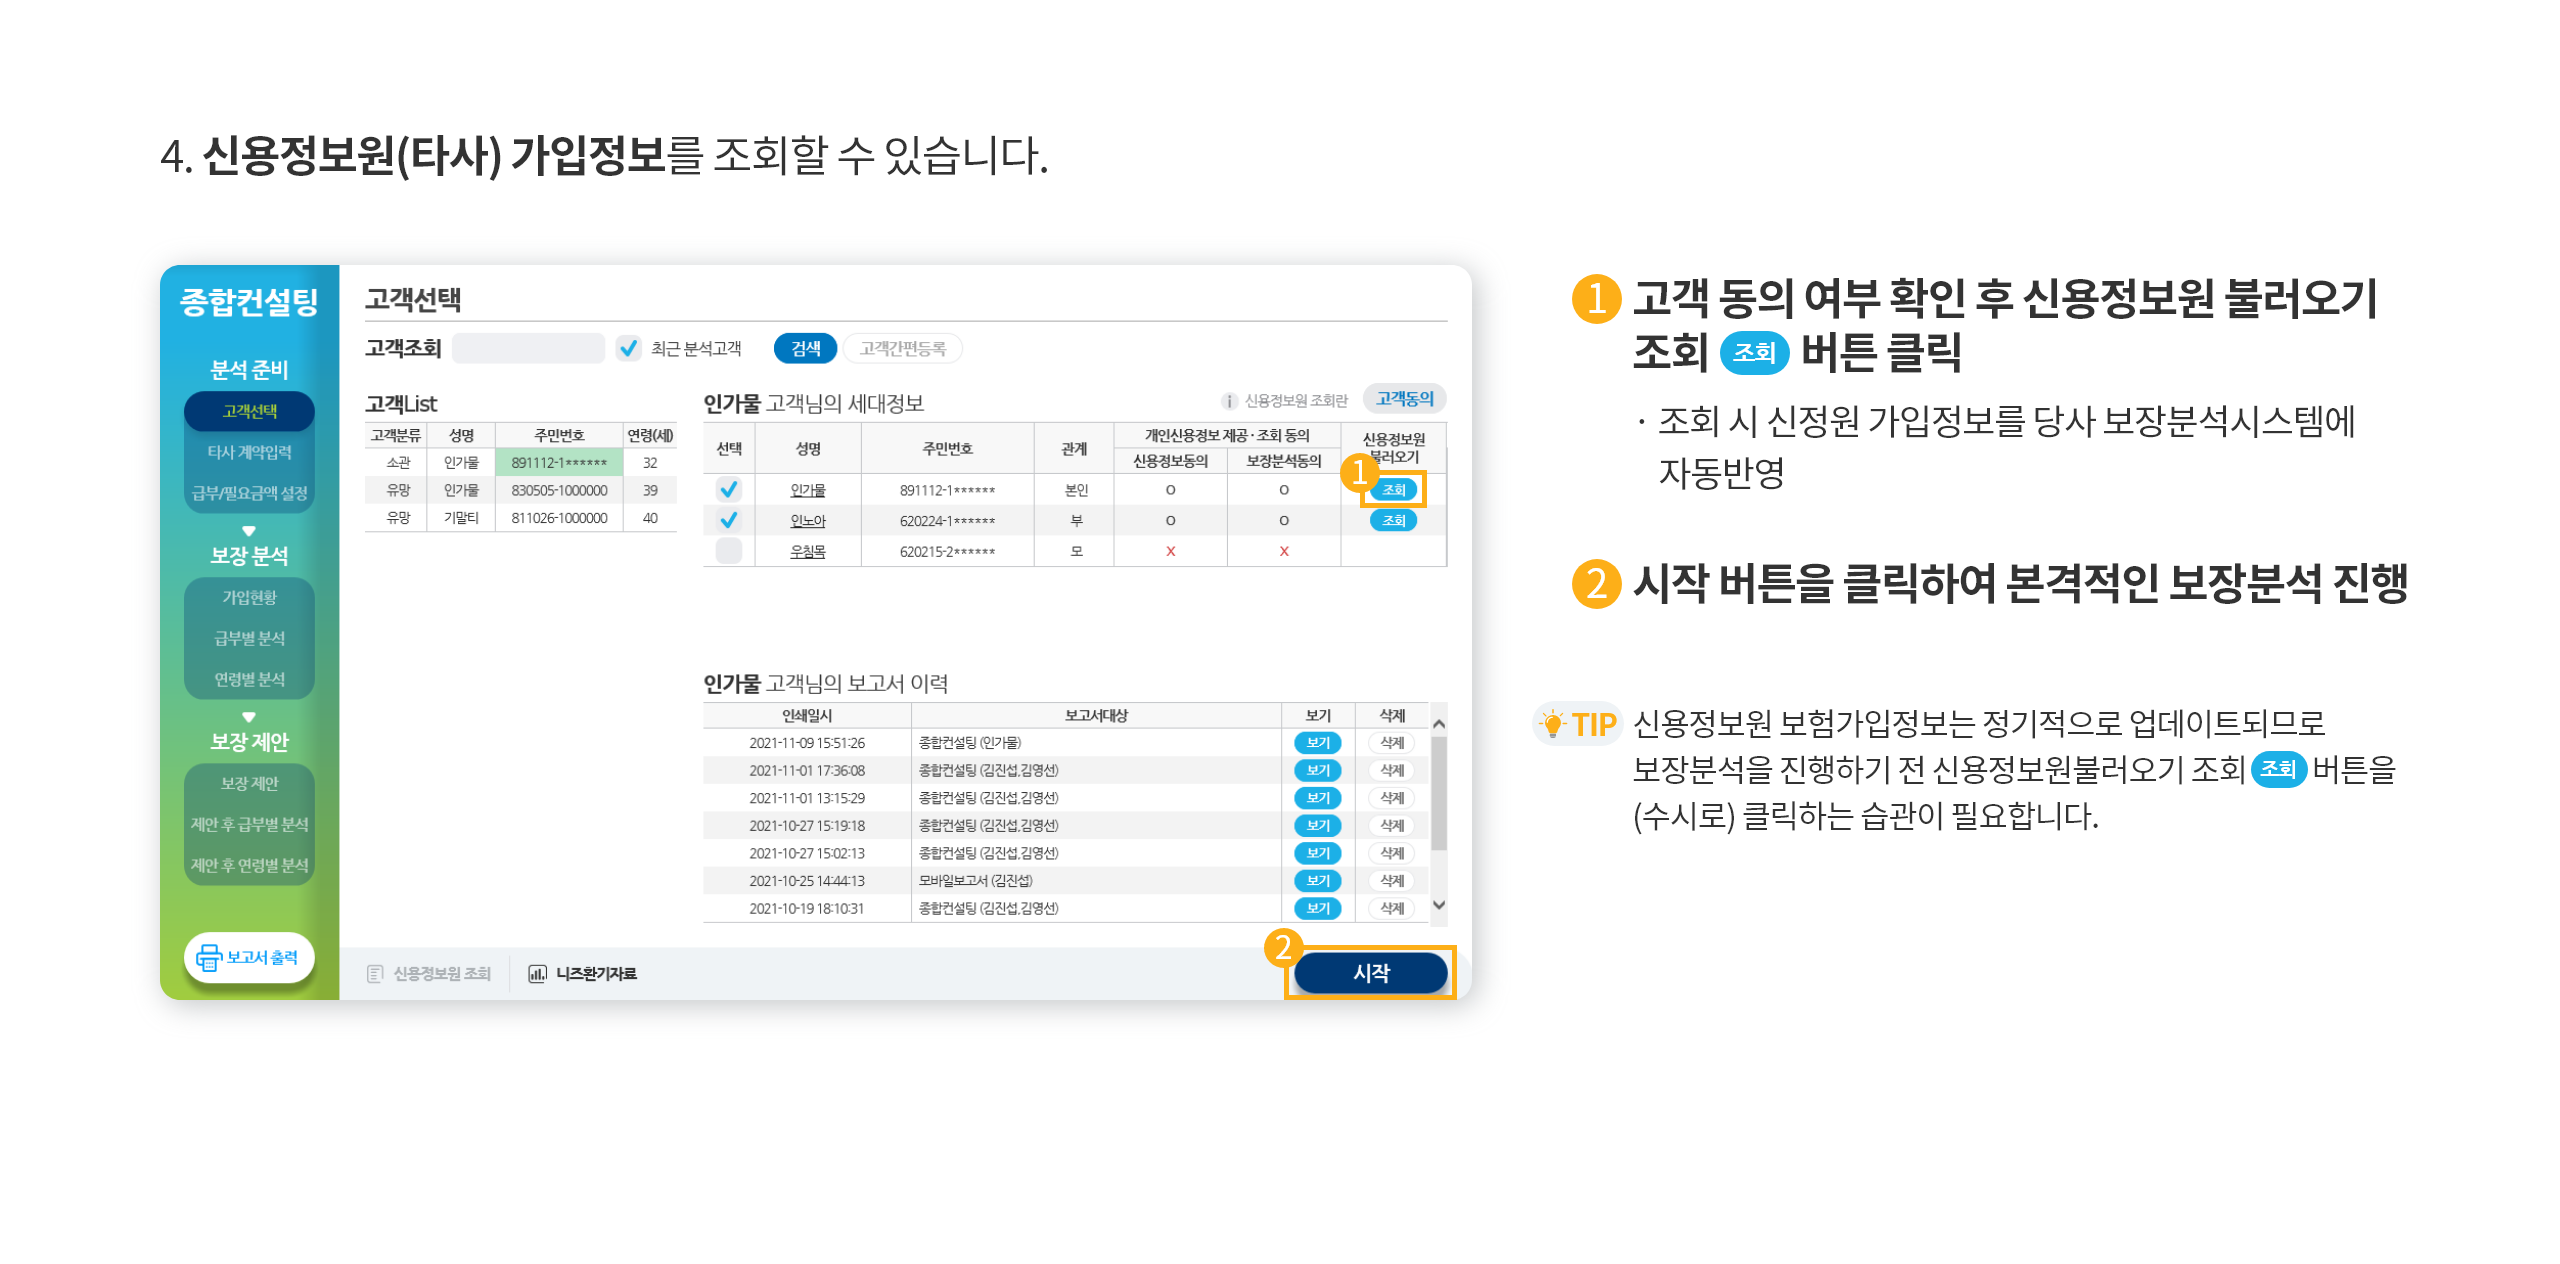 4. 신용정보원(타사) 가입정보를 조회할 수 있습니다.
종합컨설팅
분석 준비
고객선택
타사 계약입력
급부/필요금액 설정
보장 분석
가입현황
급부별 분석
연령별 분석
보장 제안
보장 제안
제안 후 급부별 분석
제안 후 연령별 분석
보고서 출력
고객선택
고객조회 최근 분석고객 검색 고객간편등록
고객List
고객분류 성명 주민번호 연령(세)
소관 인가물 891112-1****** 32
유망 인가물 830505-1000000 39
유망 기말티 811026-1000000 40
인가물 고객님의 세대정보 i 신용정보원 조회란 고객동의
선택 성명 주민번호 관계 개인신용정보 제공·조회 동의 신용정보원
신용정보동의 보장분석동의 불러오기
1
인가물 891112-1****** 본인 O O 조회
인노아 620224-1****** 부 O O 조회
우침목 620215-2****** 모 X X
인가물 고객님의 보고서 이력
인쇄일시 보고서대상 보기 삭제
2021-11-09 15:51:26 종합컨설팅 (인가물) 보기 삭제
2021-11-01 17:36:08 종합컨설팅 (김진섭,김영선) 보기 삭제
2021-11-01 13:15:29 종합컨설팅 (김진섭,김영선) 보기 삭제
2021-10-27 15:19:18 종합컨설팅 (김진섭,김영선) 보기 삭제
2021-10-27 15:02:13 종합컨설팅 (김진섭,김영선) 보기 삭제
2021-10-25 14:44:13 모바일보고서 (김진섭) 보기 삭제
2021-10-19 18:10:31 종합컨설팅 (김진섭,김영선) 보기 삭제
신용정보원 조회 니즈환기자료 2 시작
1 고객 동의 여부 확인 후 신용정보원 불러오기
조회 조회 버튼 클릭
· 조회 시 신정원 가입정보를 당사 보장분석시스템에
자동반영
2 시작 버튼을 클릭하여 본격적인 보장분석 진행
TIP 신용정보원 보험가입정보는 정기적으로 업데이트되므로
보장분석을 진행하기 전 신용정보원불러오기 조회 조회 버튼을
(수시로) 클릭하는 습관이 필요합니다.